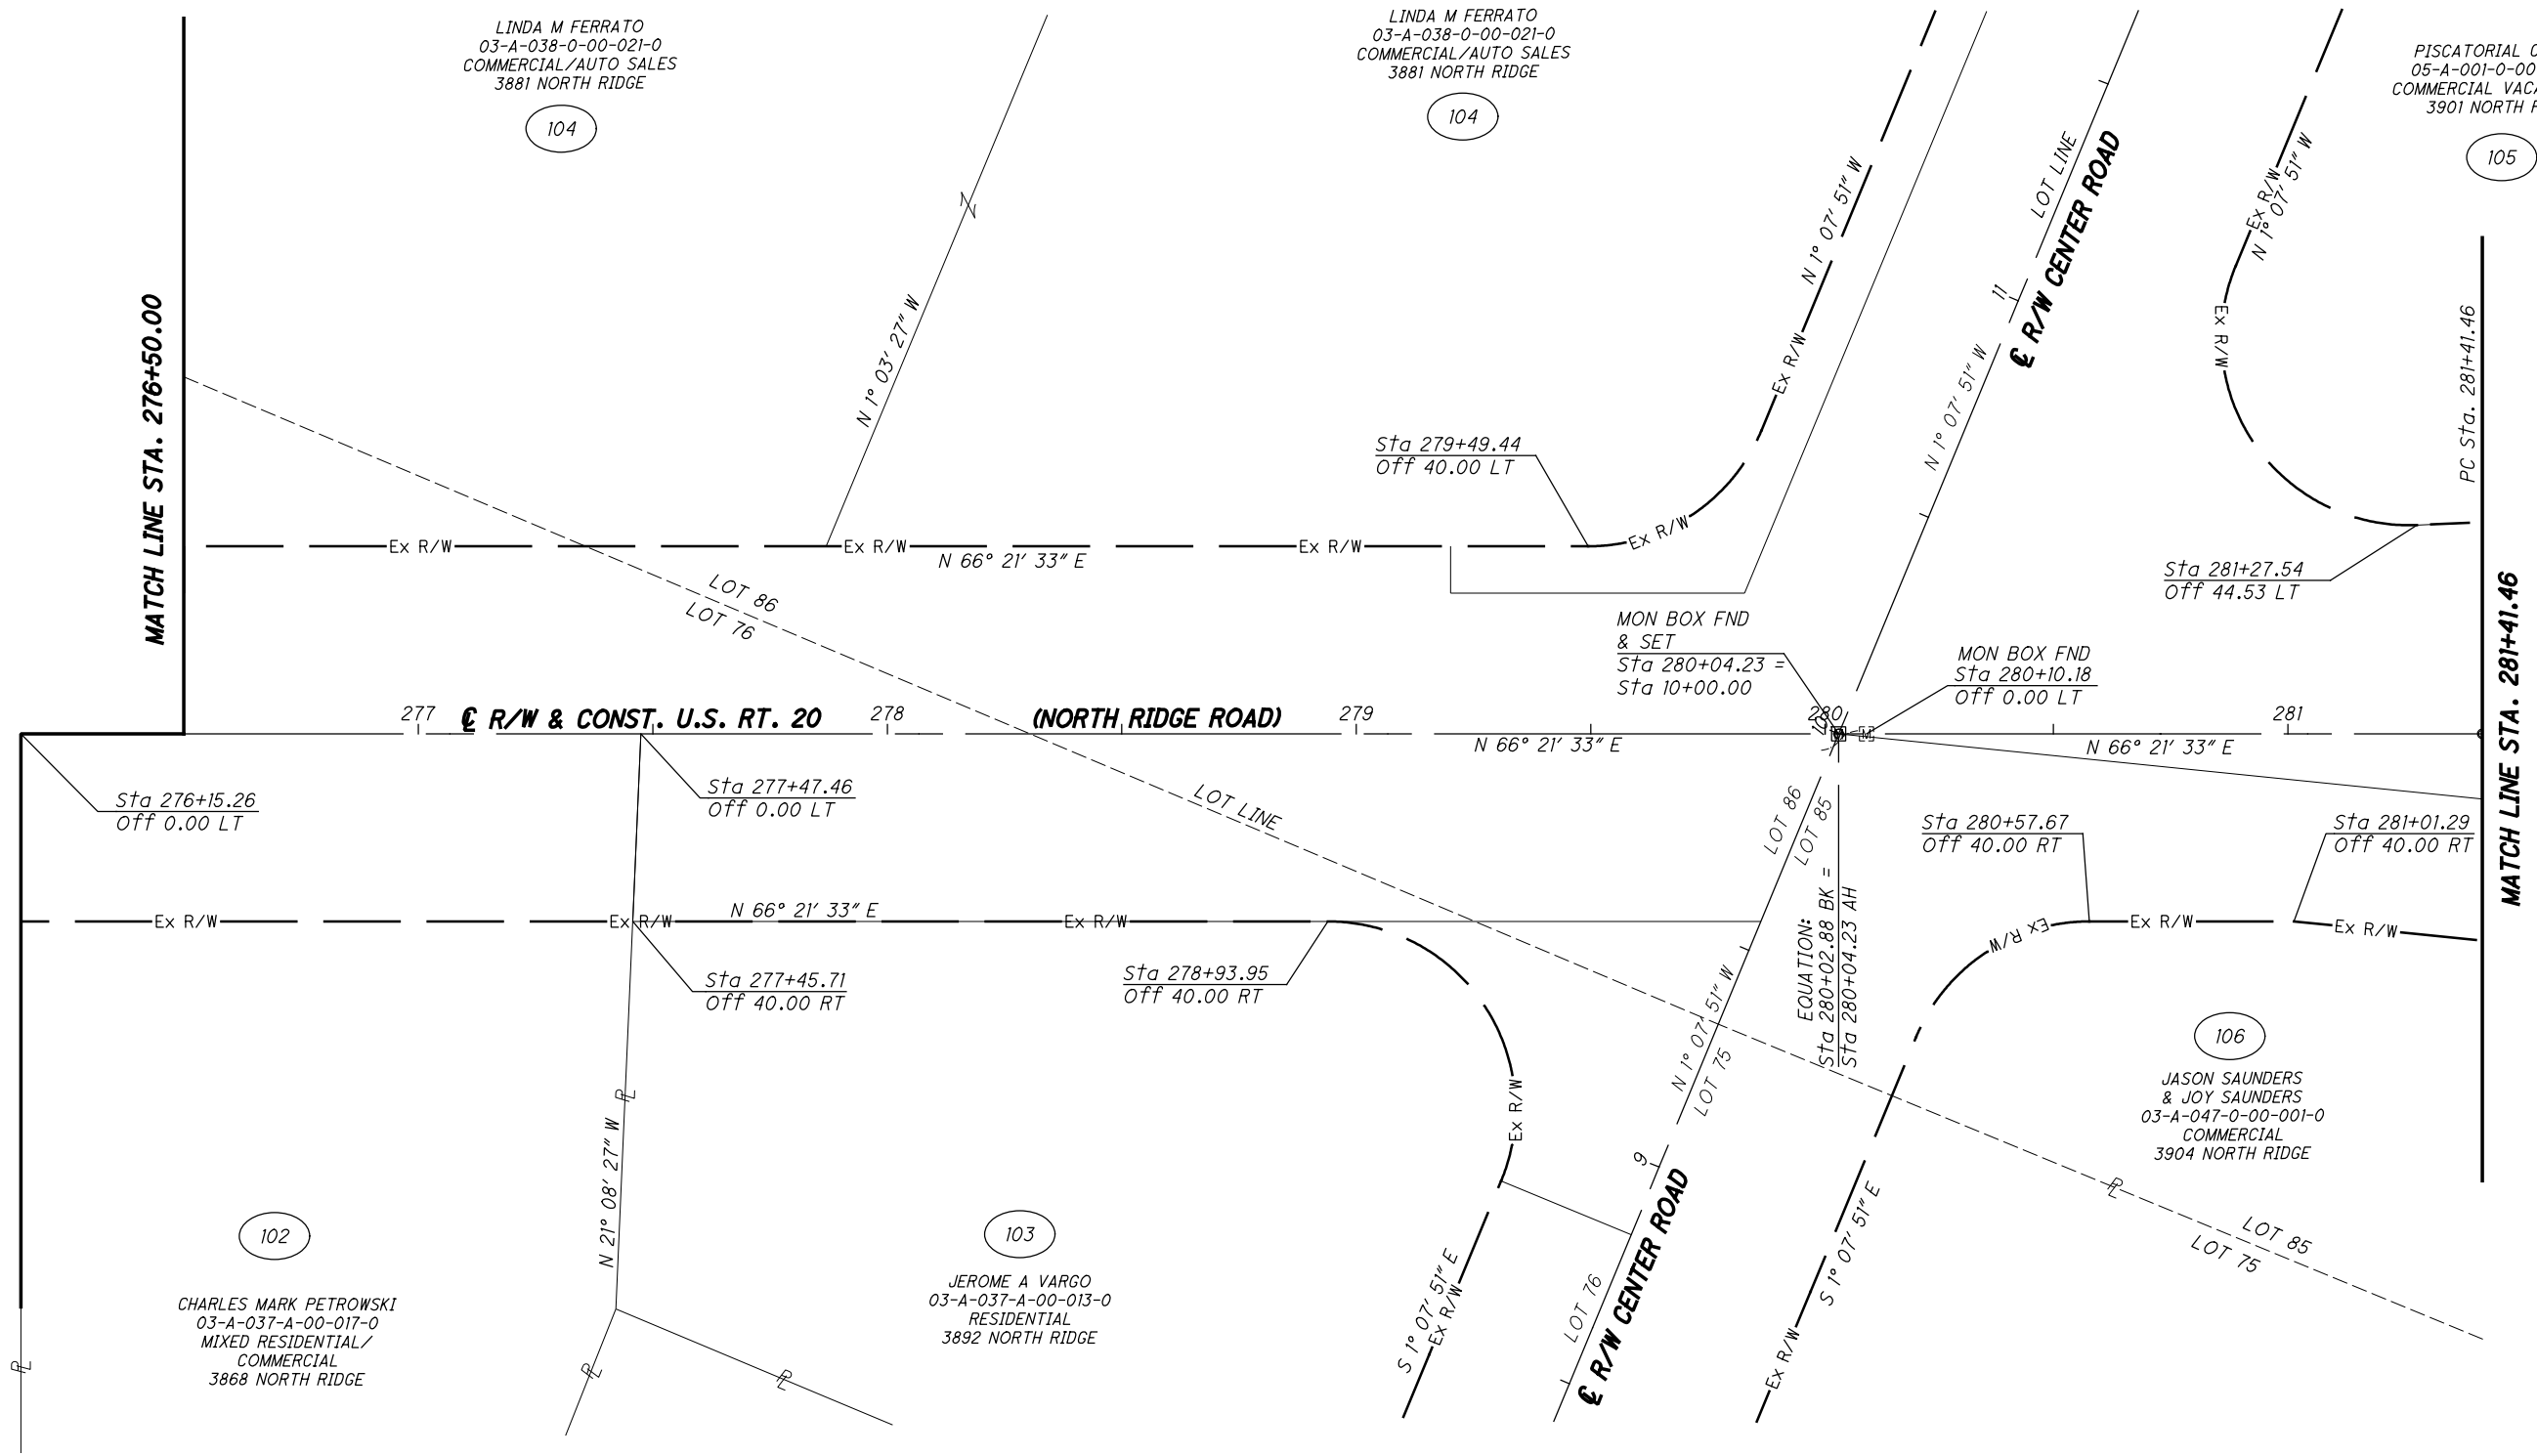 LINDA M FERRATO
03-A-038-0-00-021-0
COMMERCIAL/AUTO SALES
3881 NORTH RIDGE
104
LINDA M FERRATO
03-A-038-0-00-021-0
COMMERCIAL/AUTO SALES
3881 NORTH RIDGE
104
PISCATORIAL
05-A-001-0-00
COMMERCIAL
3901 NORTH
105
MATCH LINE STA. 276+50.00
N 1° 03' 27" W
N 1° 07' 51" W
Ex R/W
LOT LINE
11
℄ R/W CENTER ROAD
N 1° 07' 51" W
Ex R/W
N 1° 07' 51" W
Ex R/W
PC Sta. 281+41.46
Sta 279+49.44
Off 40.00 LT
Ex R/W
Ex R/W
Ex R/W
Ex R/W
N 66° 21' 33" E
Sta 281+27.54
Off 44.53 LT
LOT 86
LOT 76
MON BOX FND
& SET
Sta 280+04.23 =
Sta 10+00.00
MON BOX FND
Sta 280+10.18
Off 0.00 LT
MATCH LINE STA. 281+41.46
277
℄ R/W & CONST. U.S. RT. 20
278
(NORTH RIDGE ROAD)
279
280
10
M
281
N 66° 21' 33" E
N 66° 21' 33" E
Sta 276+15.26
Off 0.00 LT
Sta 277+47.46
Off 0.00 LT
LOT LINE
LOT 86
LOT 85
Sta 280+57.67
Off 40.00 RT
Sta 281+01.29
Off 40.00 RT
Ex R/W
Ex R/W
N 66° 21' 33" E
Ex R/W
EQUATION:
Sta 280+02.88 BK =
Sta 280+04.23 AH
Ex R/W
Ex R/W
Ex R/W
Sta 277+45.71
Off 40.00 RT
Sta 278+93.95
Off 40.00 RT
N 1° 07' 51" W
LOT 75
106
JASON SAUNDERS
& JOY SAUNDERS
03-A-047-0-00-001-0
COMMERCIAL
3904 NORTH RIDGE
PL
N 21° 08' 27" W
Ex R/W
9
℄ R/W CENTER ROAD
S 1° 07' 51" E
PL
LOT 85
LOT 75
102
CHARLES MARK PETROWSKI
03-A-037-A-00-017-0
MIXED RESIDENTIAL/
COMMERCIAL
3868 NORTH RIDGE
103
JEROME A VARGO
03-A-037-A-00-013-0
RESIDENTIAL
3892 NORTH RIDGE
S 1° 07' 51" E
Ex R/W
LOT 76
Ex R/W
PL
PL
PL